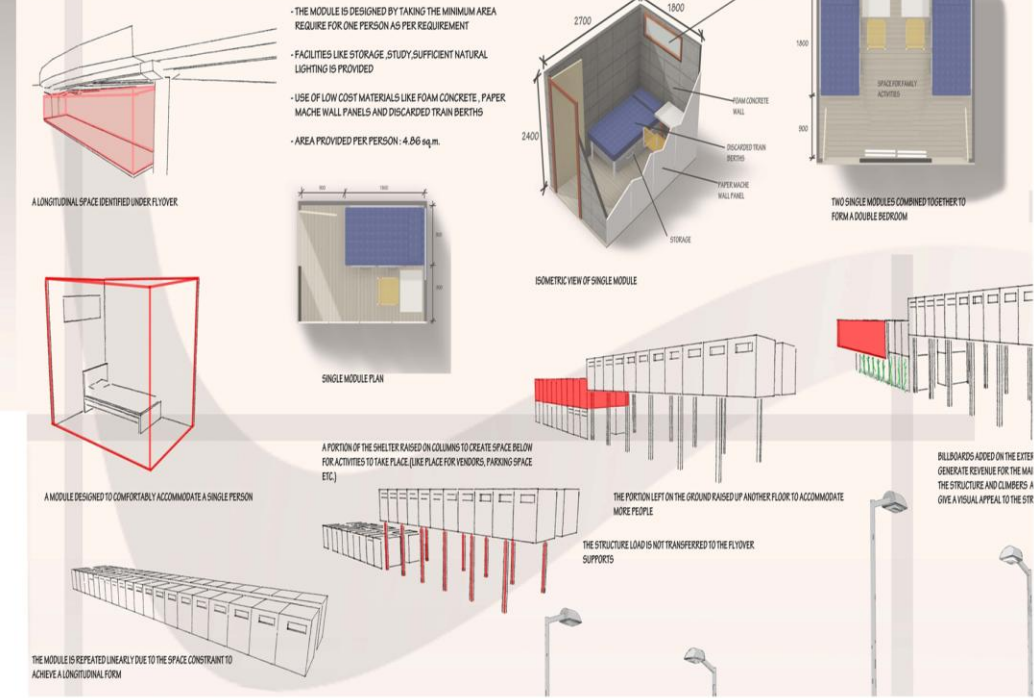 - THE MODULE IS DESIGNED BY TAKING THE MINIMUM AREA
REQUIRE FOR ONE PERSON AS PER REQUIREMENT
- FACILITIES LIKE STORAGE ,STUDY,SUFFICIENT NATURAL
LIGHTING IS PROVIDED
- USE OF LOW COST MATERIALS LIKE FOAM CONCRETE , PAPER
MACHE WALL PANELS AND DISCARDED TRAIN BERTHS
- AREA PROVIDED PER PERSON : 4.86 sq.m.
A LONGITUDINAL SPACE IDENTIFIED UNDER FLYOVER
2700
1800
2400
FOAM CONCRETE
WALL
DISCARDED TRAIN
BERTHS
PAPER MACHE
WALL PANEL
STORAGE
ISOMETRIC VIEW OF SINGLE MODULE
1800
900
SPACE FOR FAMILY
ACTIVITIES
TWO SINGLE MODULES COMBINED TOGETHER TO
FORM A DOUBLE BEDROOM
SINGLE MODULE PLAN
A MODULE DESIGNED TO COMFORTABLY ACCOMMODATE A SINGLE PERSON
A PORTION OF THE SHELTER RAISED ON COLUMNS TO CREATE SPACE BELOW
FOR ACTIVITIES TO TAKE PLACE.(LIKE PLACE FOR VENDORS, PARKING SPACE
ETC.)
THE PORTION LEFT ON THE GROUND RAISED UP ANOTHER FLOOR TO ACCOMMODATE
MORE PEOPLE
THE STRUCTURE LOAD IS NOT TRANSFERRED TO THE FLYOVER
SUPPORTS
BILLBOARDS ADDED ON THE EXTER
GENERATE REVENUE FOR THE MAI
THE STRUCTURE AND CLIMBERS A
GIVE A VISUAL APPEAL TO THE STR
THE MODULE IS REPEATED LINEARLY DUE TO THE SPACE CONSTRAINT TO
ACHIEVE A LONGITUDINAL FORM